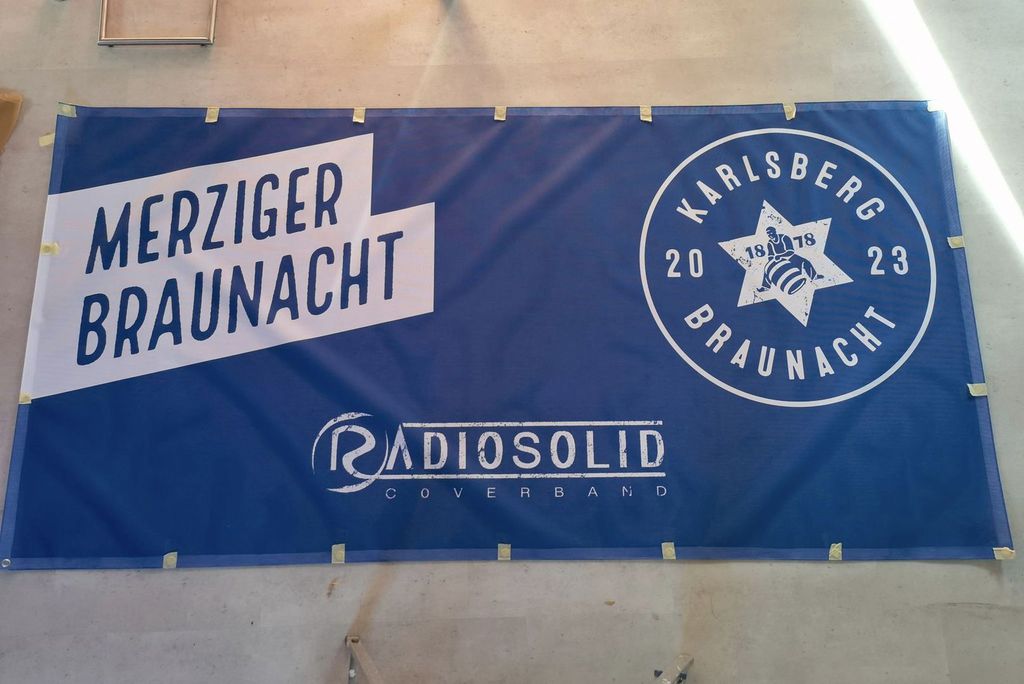 MERZIGER
BRAUNACHT
KARLSBERG
20 23
18 78
BRAUNACHT
RADIOSOLID
COVERBAND